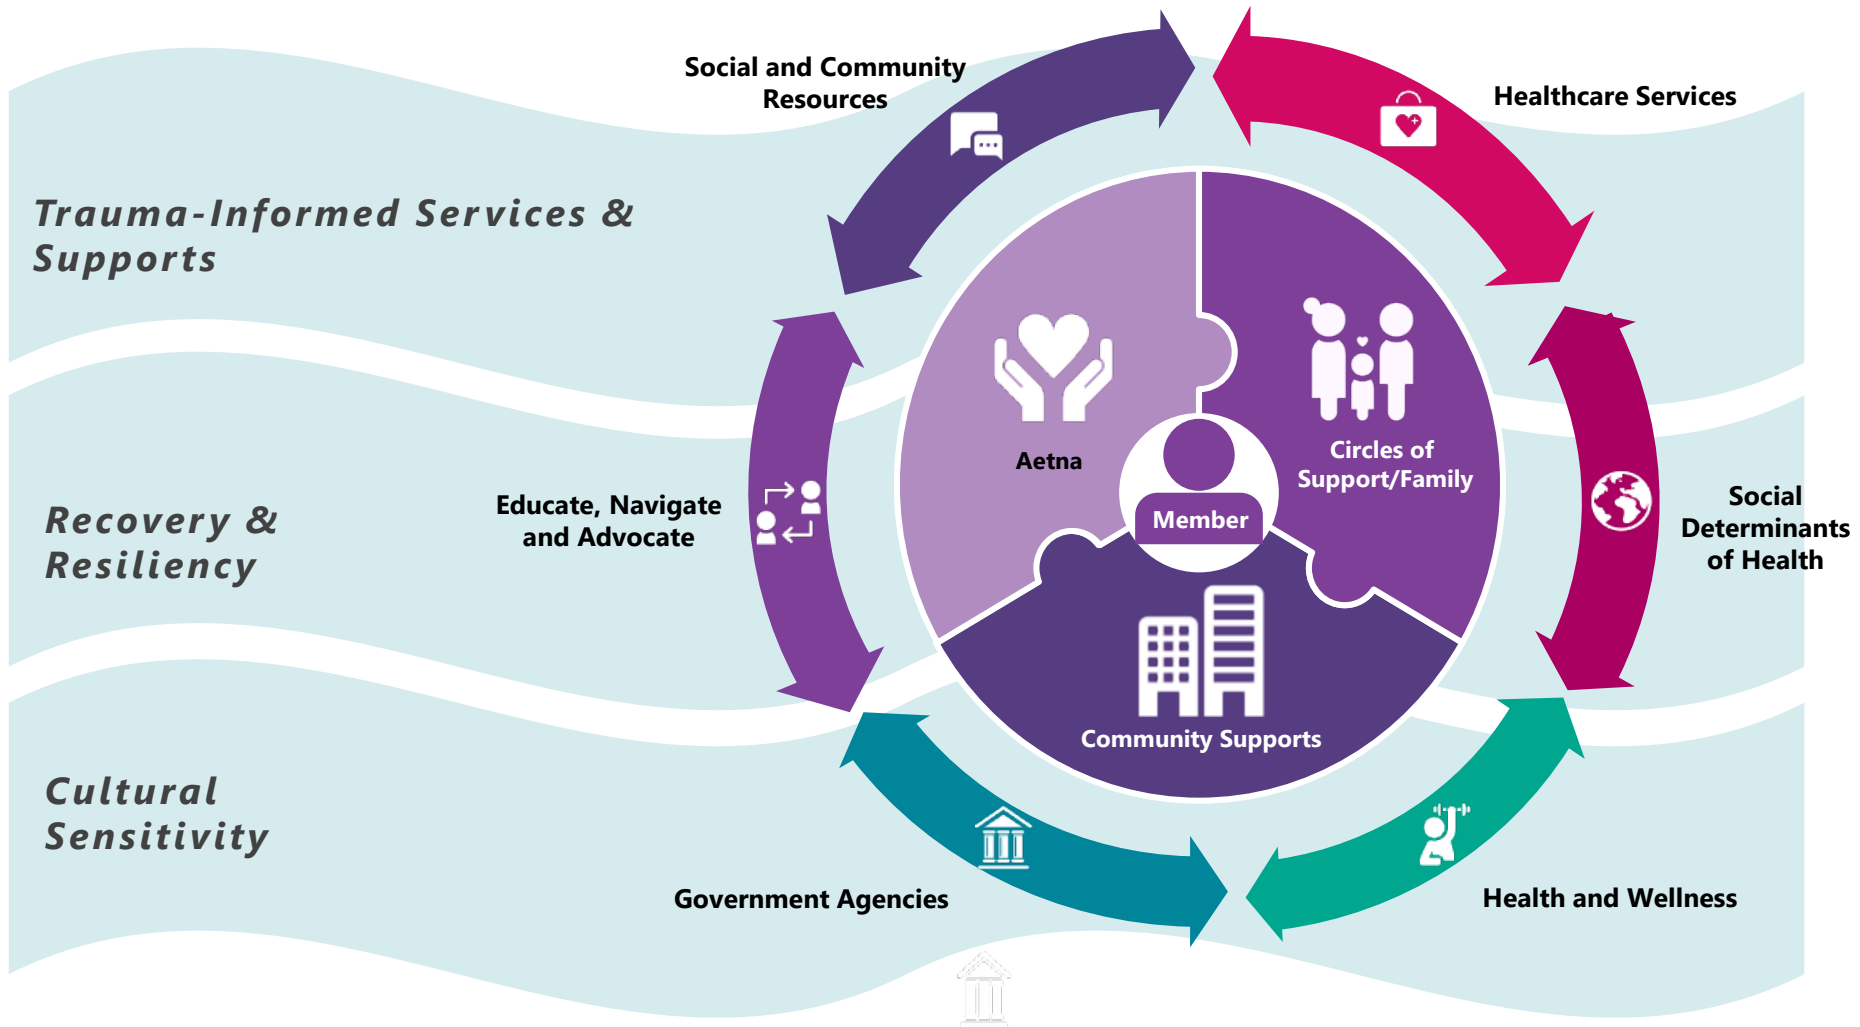 Social and Community
Resources
Healthcare Services
Trauma-Informed Services &
Supports
Aetna
Circles of
Support/Family
Member
Educate, Navigate
and Advocate
Social
Determinants
of Health
Recovery &
Resiliency
Community Supports
Cultural
Sensitivity
Government Agencies
Health and Wellness